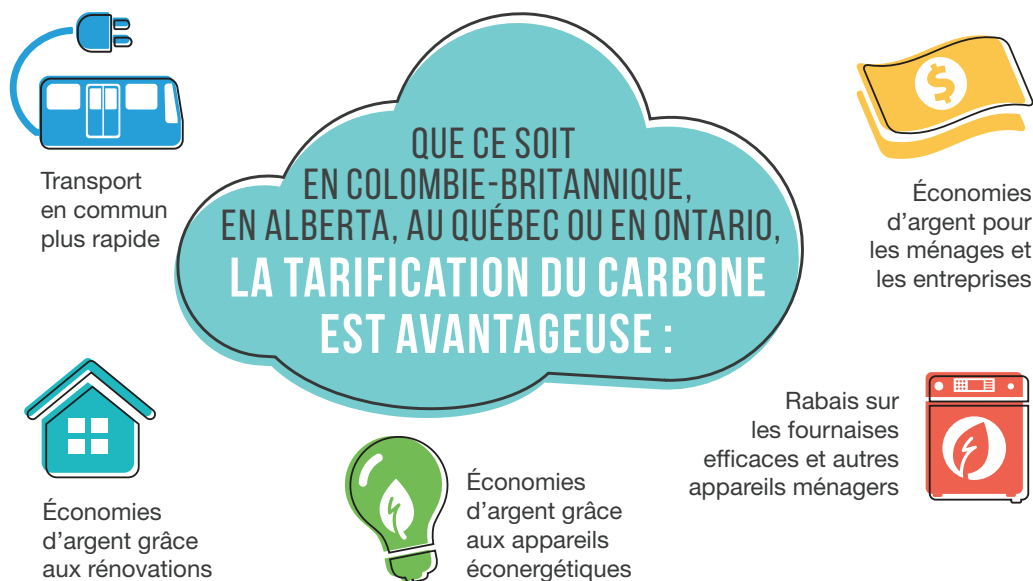 QUE CE SOIT
EN COLOMBIE-BRITANNIQUE,
EN ALBERTA, AU QUÉBEC OU EN ONTARIO,
LA TARIFICATION DU CARBONE
EST AVANTAGEUSE :
Transport
en commun
plus rapide
$
Économies
d’argent pour
les ménages et
les entreprises
Économies
d’argent grâce
aux rénovations
Économies
d’argent grâce
aux appareils
éconergétiques
Rabais sur
les fournaises
efficaces et autres
appareils ménagers